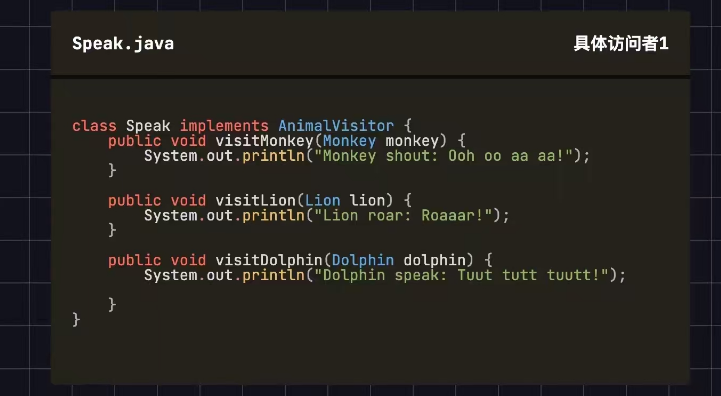 Speak.java
具体访问者1
class Speak implements AnimalVisitor {
    public void visitMonkey(Monkey monkey) {
        System.out.println("Monkey shout: Ooh oo aa aa!");
    }
    public void visitLion(Lion lion) {
        System.out.println("Lion roar: Roaaar!");
    }
    public void visitDolphin(Dolphin dolphin) {
        System.out.println("Dolphin speak: Tuut tutt tuutt!");
    }
}